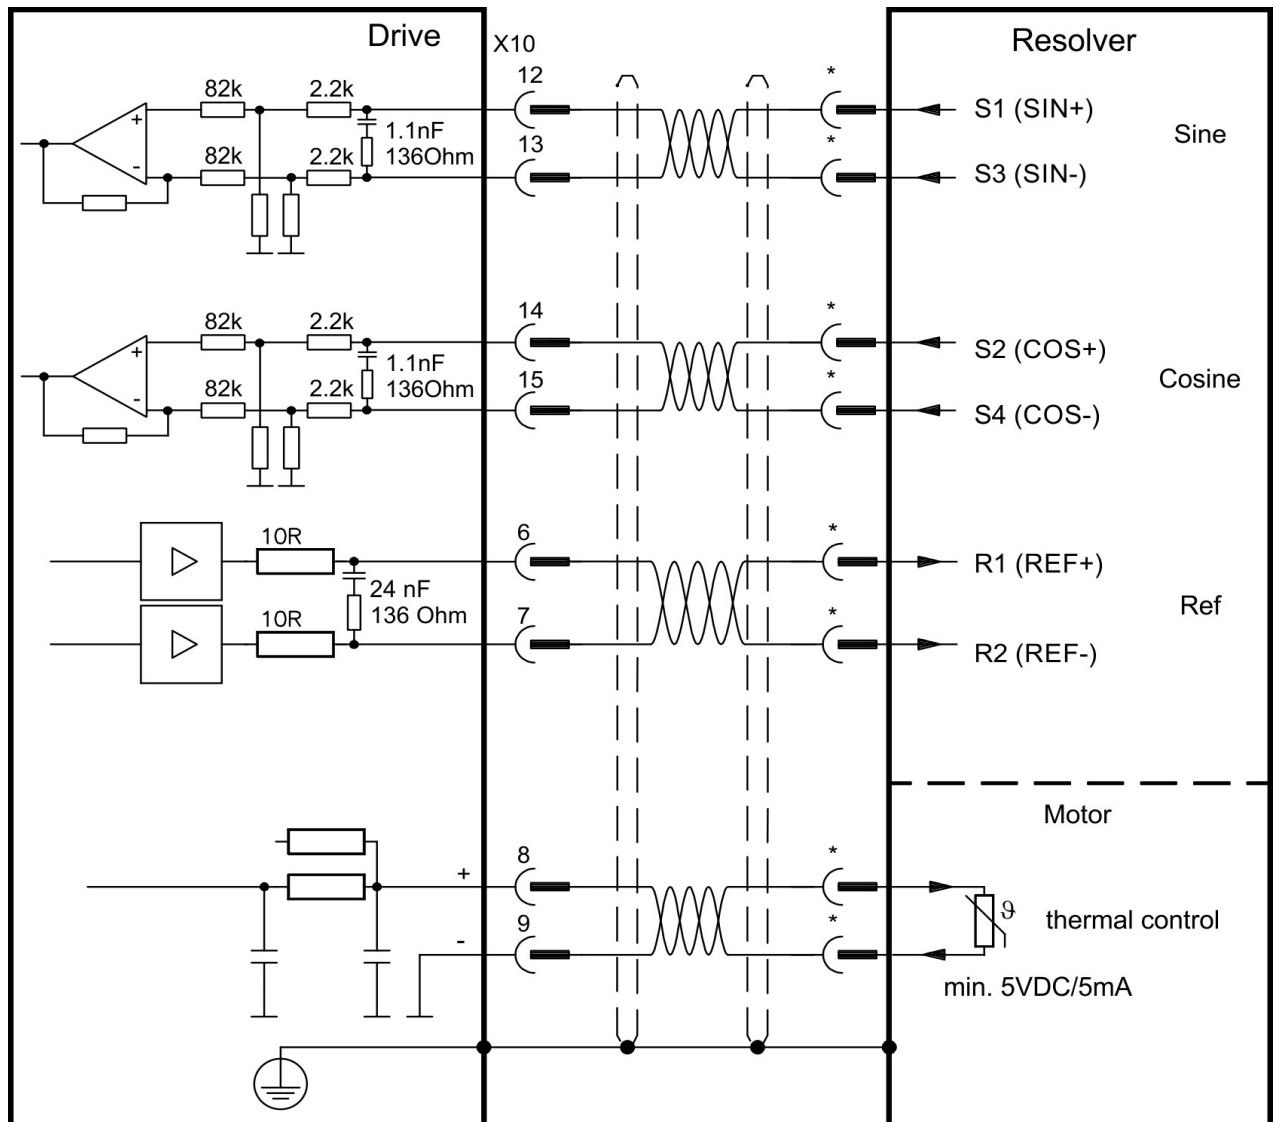 Drive
X10
Resolver
12
*
82k
2.2k
S1 (SIN+)
+
1.1nF
136Ohm
13
*
Sine
-
82k
2.2k
S3 (SIN-)
14
*
82k
2.2k
S2 (COS+)
+
1.1nF
136Ohm
15
*
Cosine
-
82k
2.2k
S4 (COS-)
6
*
10R
R1 (REF+)
24 nF
136 Ohm
Ref
7
*
10R
R2 (REF-)
Motor
8
*
+
9
*
ϑ
thermal control
-
min. 5VDC/5mA